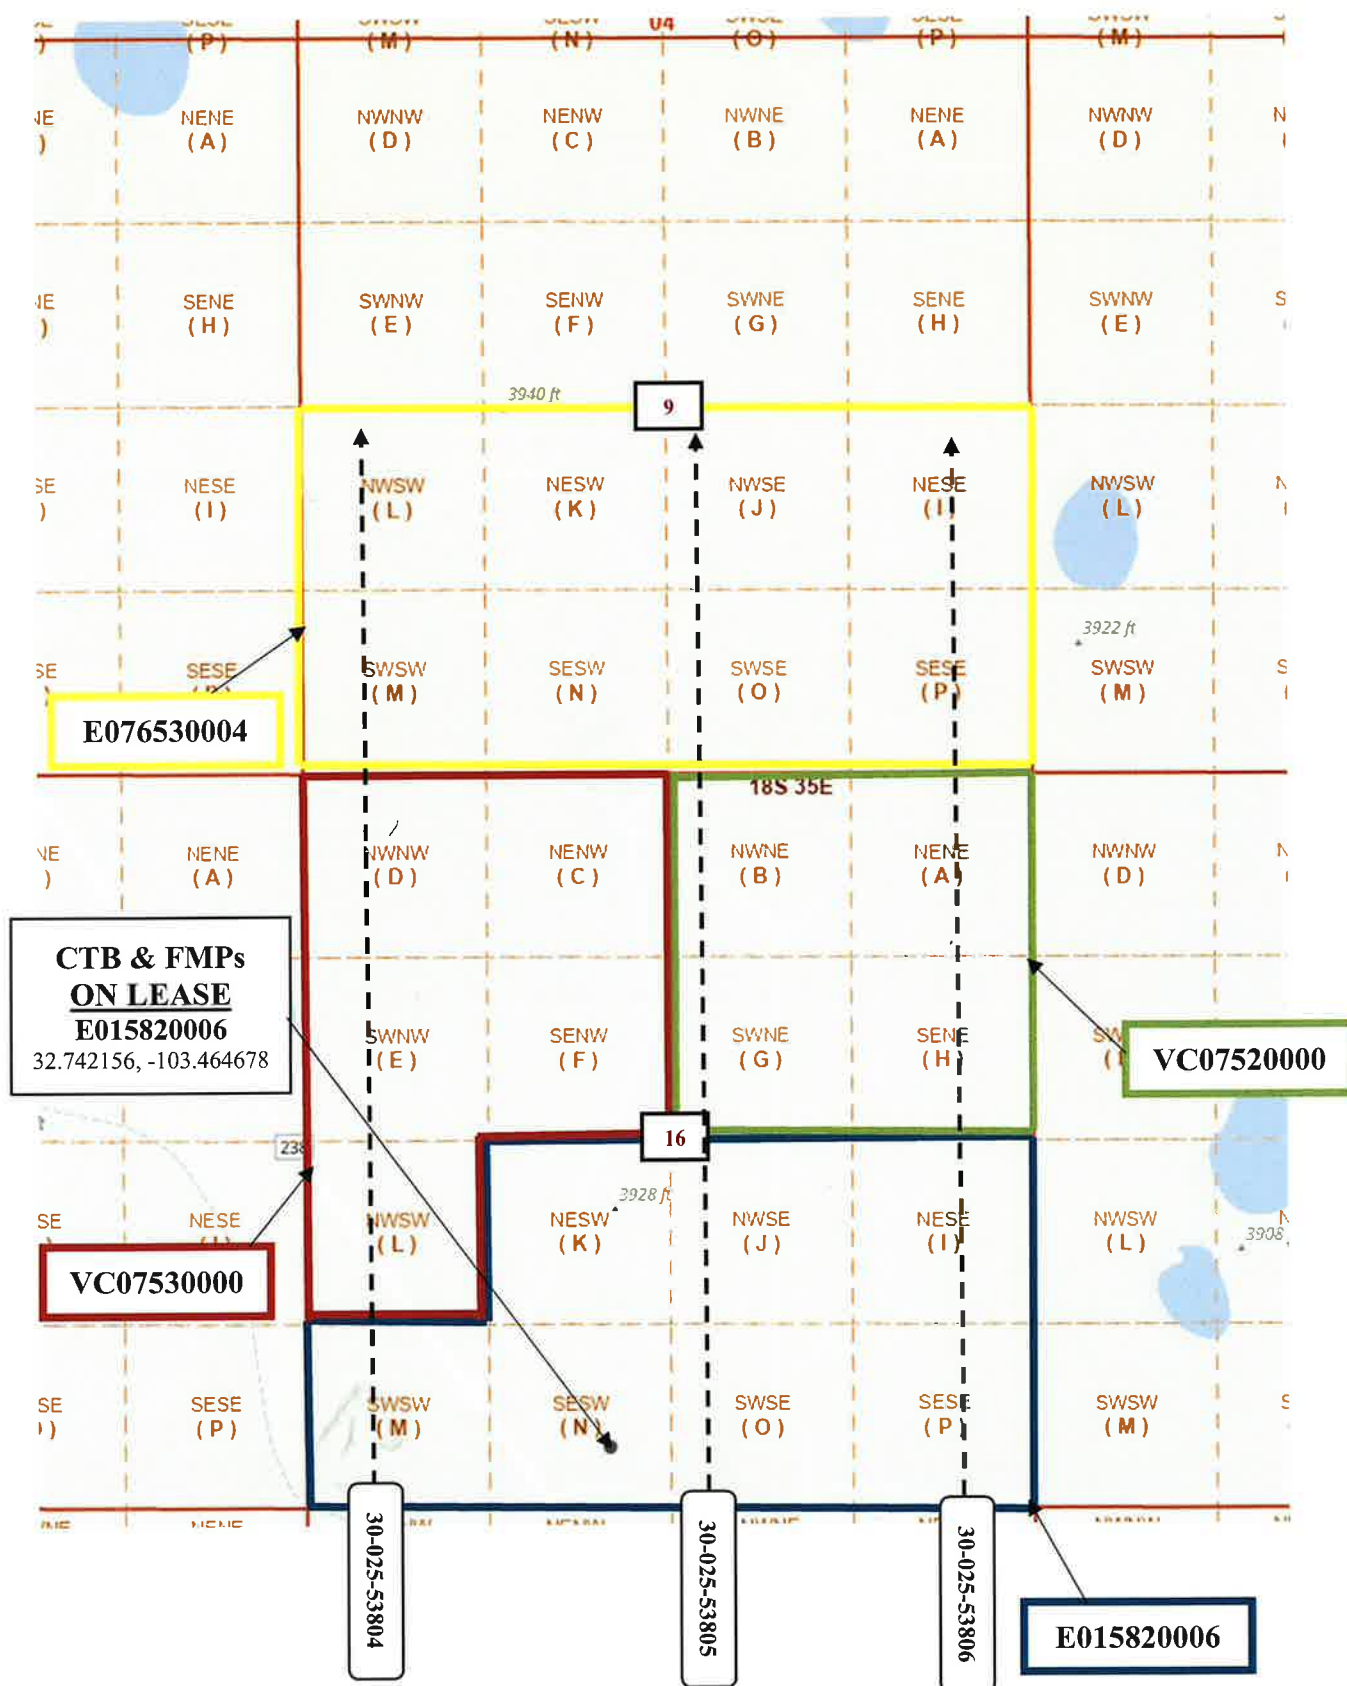 04
(P) (M) (N) (O) (P) (M)
NENE NWNW NENW NWNE NENE NWNW
(A) (D) (C) (B) (A) (D)
SENE SWNW SENW SWNE SENE SWNW
(H) (E) (F) (G) (H) (E)
3940 ft
9
NESE NWSW NESW NWSE NESE NWSW
(I) (L) (K) (J) (I) (L)
3922 ft
SESE SWSW SESW SWSE SESE SWSW
(M) (N) (O) (P) (M)
E076530004
18S 35E
NENE NWNW NENW NWNE NENE NWNW
(A) (D) (C) (B) (A) (D)
CTB & FMPs
ON LEASE
E015820006
32.742156, -103.464678
SWNW SENW SWNE SENE
(E) (F) (G) (H)
VC07520000
16
238
3928 ft
NESE NWSW NESW NWSE NESE NWSW
(L) (K) (J) (I) (L)
3908
VC07530000
SESE SWSW SESW SWSE SESE SWSW
(P) (M) (N) (O) (P) (M)
30-025-53804
30-025-53805
30-025-53806
E015820006